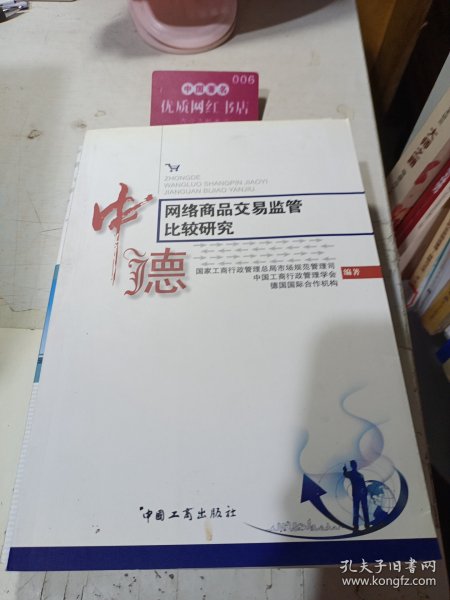 006
中国著名
优质网红书店
ZHONGDE
WANGLUO SHANGPIN JIAOYI
JIANGUAN BIJIAO YANJIU
中德
网络商品交易监管
比较研究
国家工商行政管理总局市场规范管理司
中国工商行政管理学会
德国国际合作机构
编著
中国工商出版社
孔夫子旧书网
www.kongfz.com